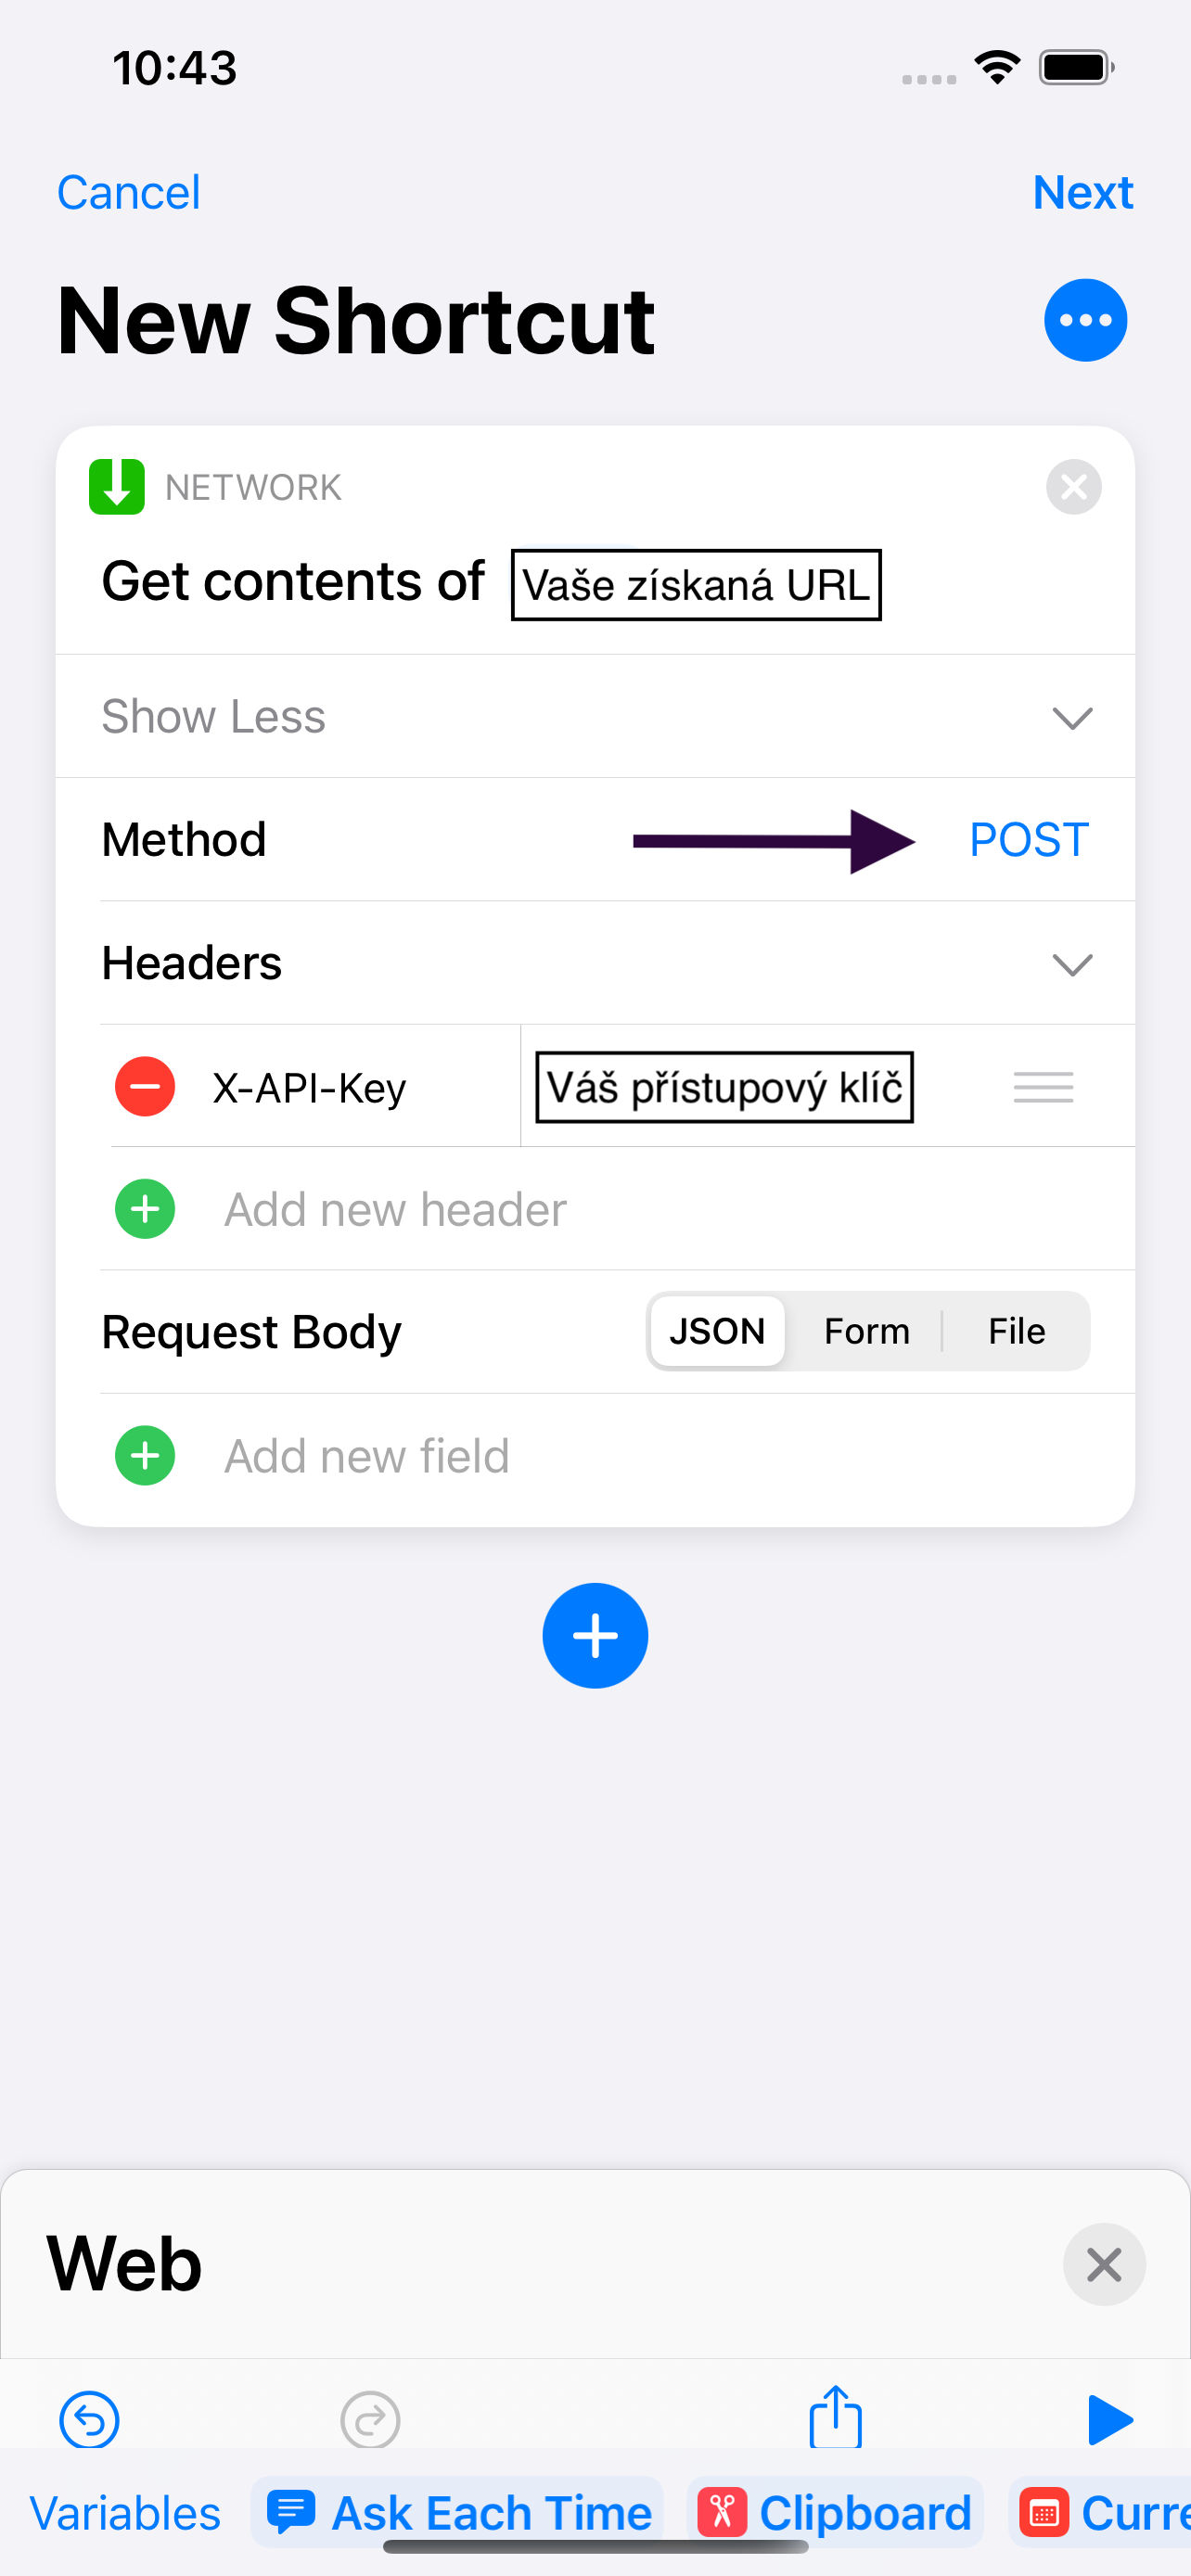 10:43
Cancel
Next
New Shortcut
NETWORK
Get contents of Vaše získaná URL
Show Less
Method POST
Headers
X-API-Key Váš přístupový klíč
Add new header
Request Body JSON Form File
Add new field
Web
Variables Ask Each Time Clipboard Curre